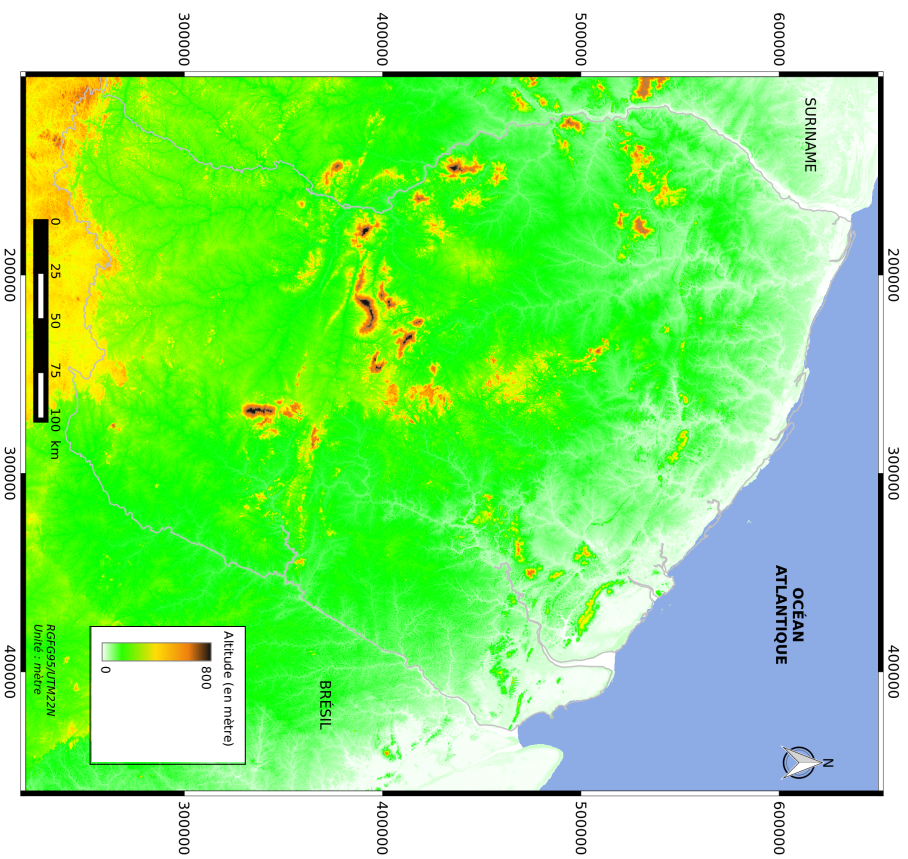 200000
300000
400000
N
SURINAME
600000
600000
OCÉAN
ATLANTIQUE
500000
500000
400000
400000
BRÉSIL
300000
300000
Altitude (en mètre)
0
800
0 25 50 75 100 km
RGFG95/UTM22N
Unité : mètre
200000
300000
400000